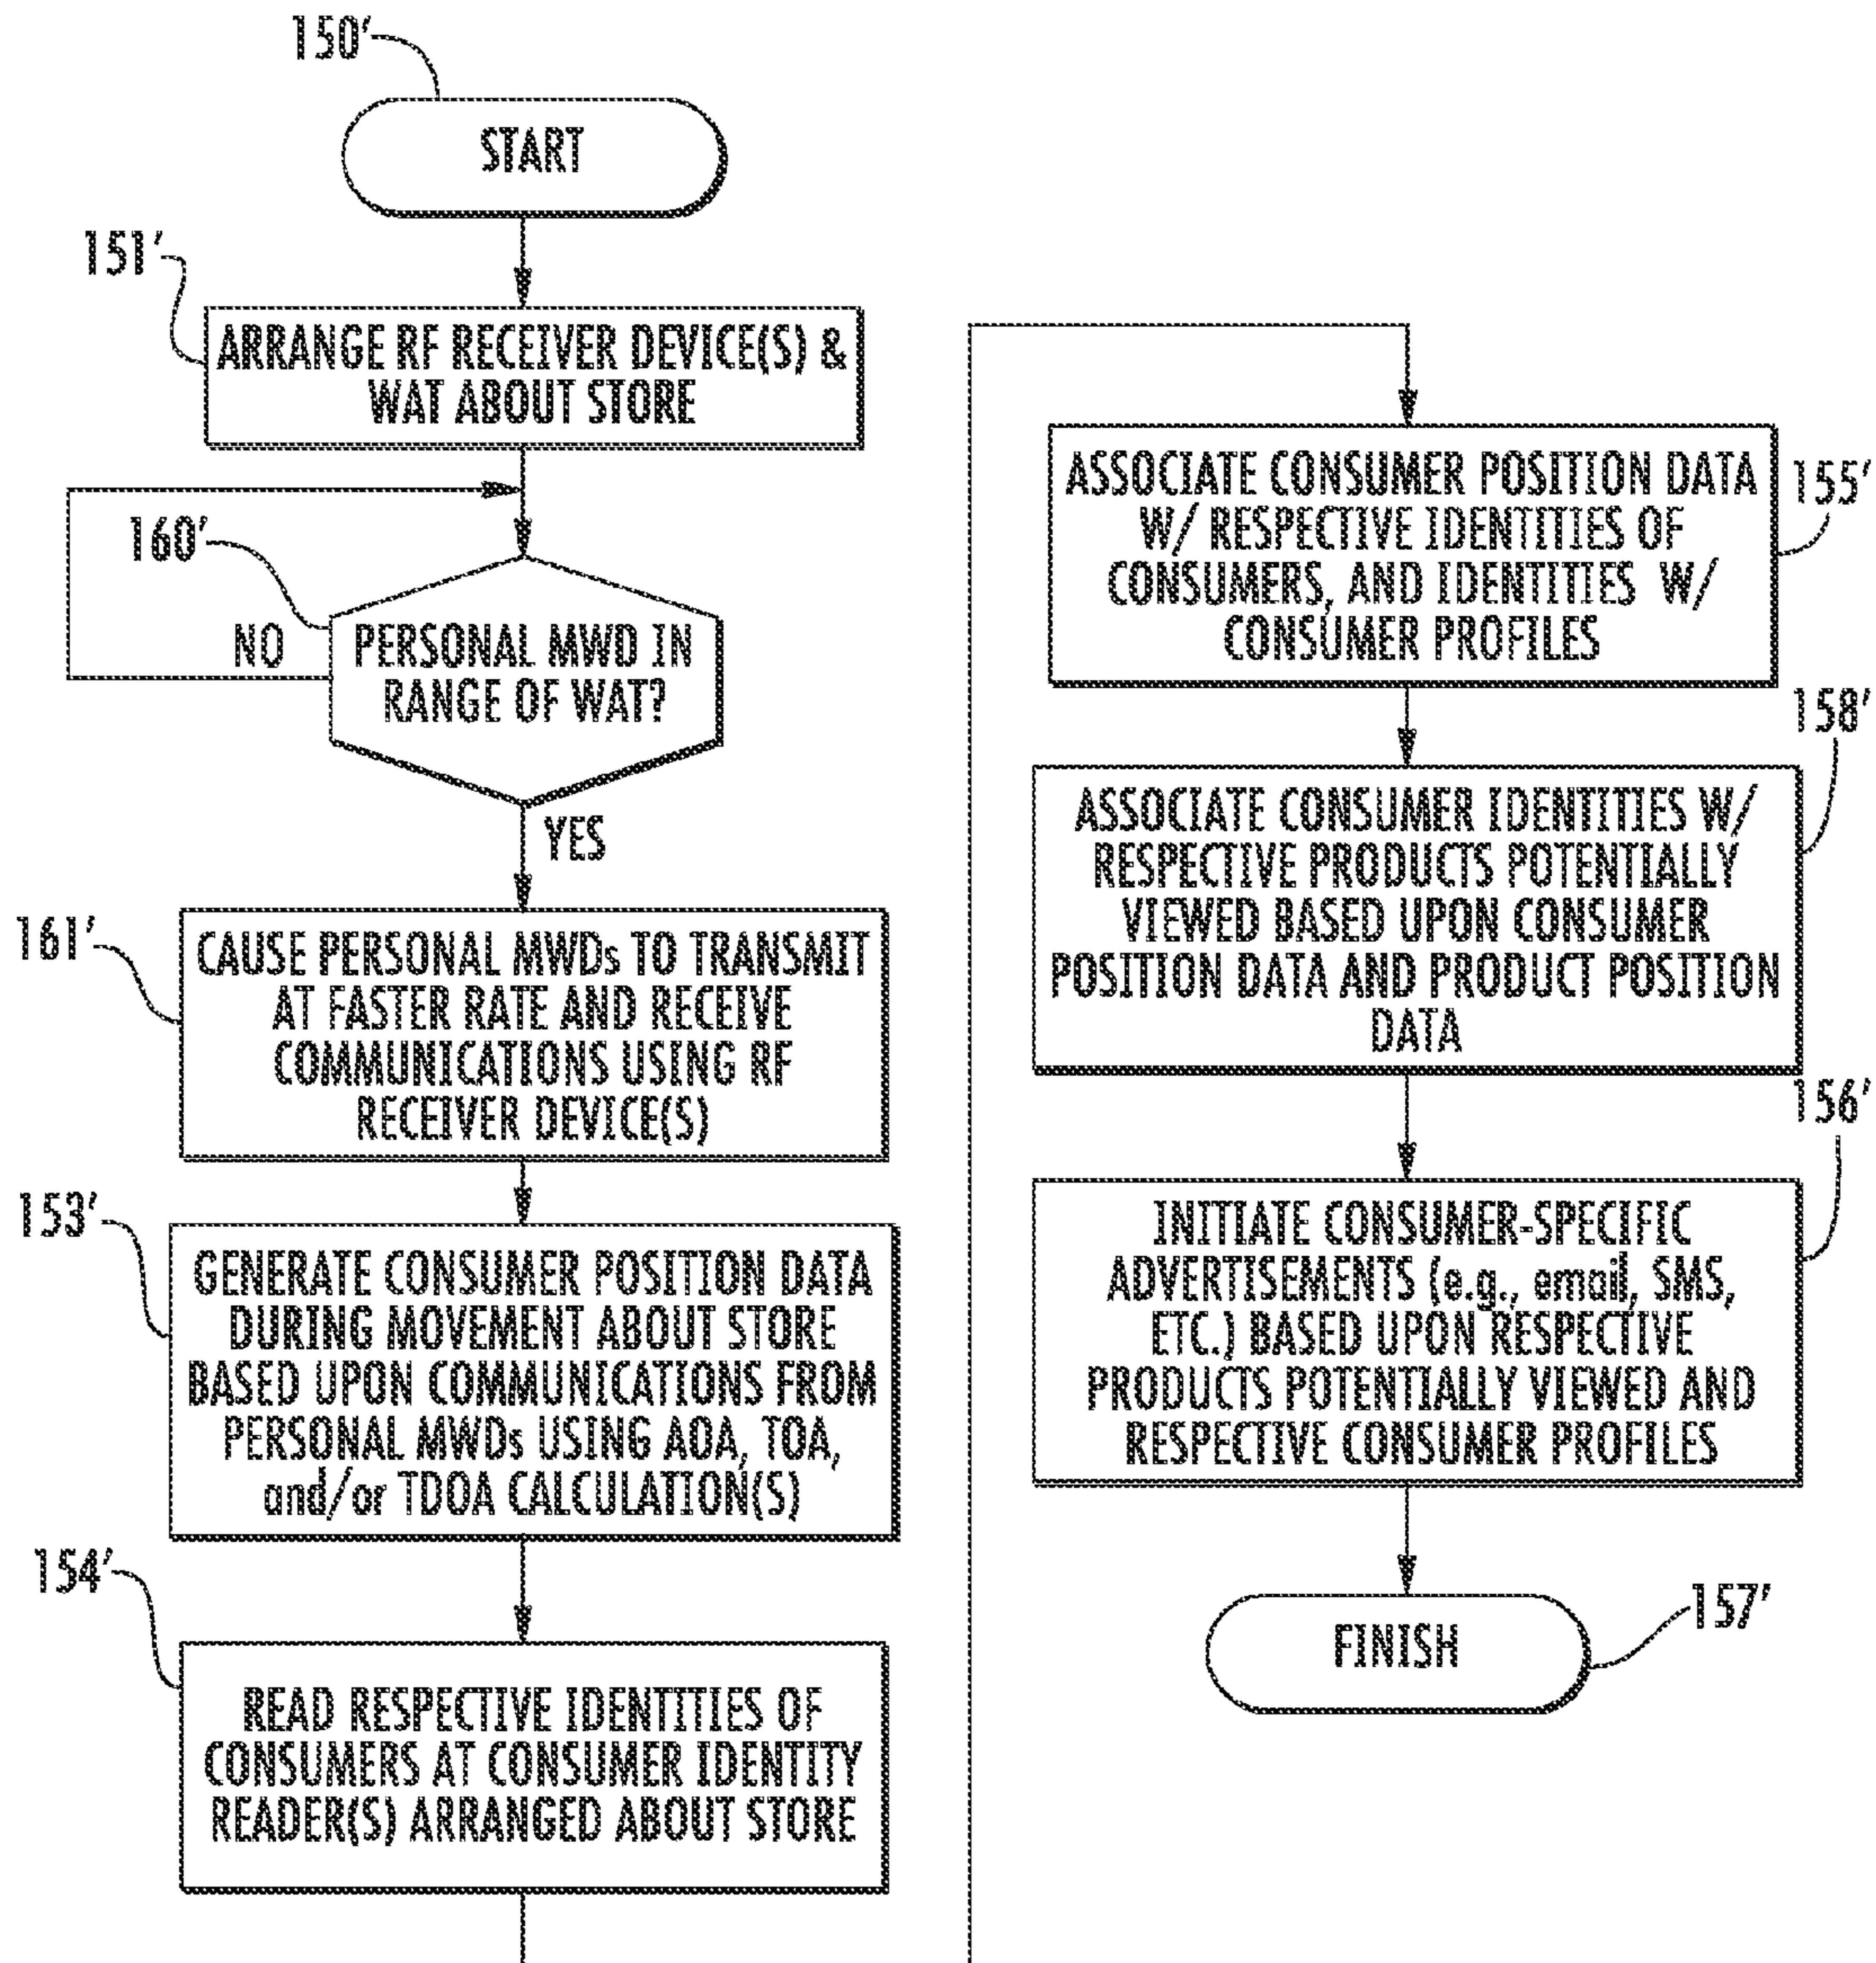 150'
START
151'
ARRANGE RF RECEIVER DEVICE(S) &
WAT ABOUT STORE
160'
NO
PERSONAL MWD IN
RANGE OF WAT?
YES
161'
CAUSE PERSONAL MWDs TO TRANSMIT
AT FASTER RATE AND RECEIVE
COMMUNICATIONS USING RF
RECEIVER DEVICE(S)
153'
GENERATE CONSUMER POSITION DATA
DURING MOVEMENT ABOUT STORE
BASED UPON COMMUNICATIONS FROM
PERSONAL MWDs USING AOA, TOA,
and/or TDOA CALCULATION(S)
154'
READ RESPECTIVE IDENTITIES OF
CONSUMERS AT CONSUMER IDENTITY
READER(S) ARRANGED ABOUT STORE
ASSOCIATE CONSUMER POSITION DATA
W/ RESPECTIVE IDENTITIES OF
CONSUMERS, AND IDENTITIES W/
CONSUMER PROFILES
155'
158'
ASSOCIATE CONSUMER IDENTITIES W/
RESPECTIVE PRODUCTS POTENTIALLY
VIEWED BASED UPON CONSUMER
POSITION DATA AND PRODUCT POSITION
DATA
156'
INITIATE CONSUMER-SPECIFIC
ADVERTISEMENTS (e.g., email, SMS,
ETC.) BASED UPON RESPECTIVE
PRODUCTS POTENTIALLY VIEWED AND
RESPECTIVE CONSUMER PROFILES
FINISH
157'